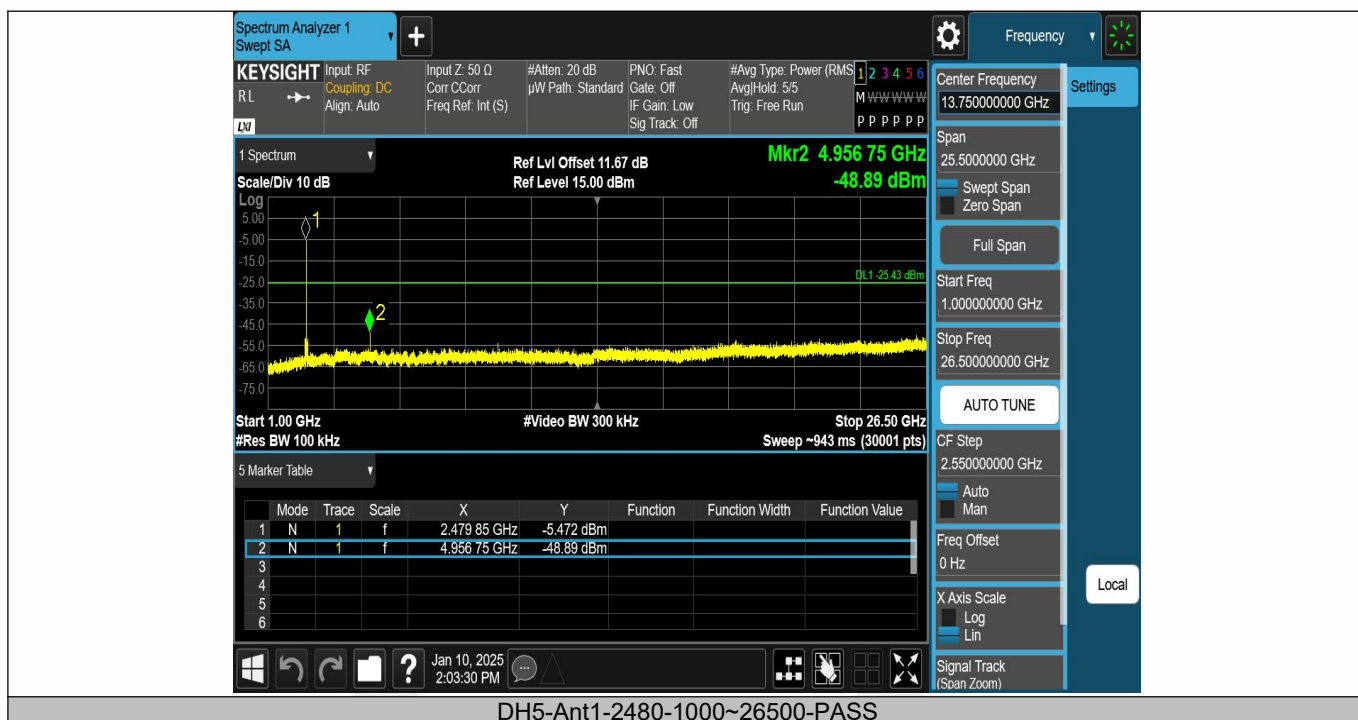 Spectrum Analyzer 1
Swept SA
+
Frequency
KEYSIGHT
RL
LXI
Input: RF
Coupling: DC
Align: Auto
Input Z: 50 Ω
Corr CCorr
Freq Ref: Int (S)
#Atten: 20 dB
µW Path: Standard
PNO: Fast
Gate: Off
IF Gain: Low
Sig Track: Off
#Avg Type: Power (RMS
Avg|Hold: 5/5
Trig: Free Run
1 2 3 4 5 6
M W W W W W
P P P P P P
1 Spectrum
Scale/Div 10 dB
Ref Lvl Offset 11.67 dB
Ref Level 15.00 dBm
Mkr2 4.956 75 GHz
-48.89 dBm
Log
5.00
-5.00
-15.0
-25.0
-35.0
-45.0
-55.0
-65.0
-75.0
1
2
DL1 -25.43 dBm
Start 1.00 GHz
#Video BW 300 kHz
Stop 26.50 GHz
#Res BW 100 kHz
Sweep ~943 ms (30001 pts)
5 Marker Table
Mode Trace Scale X Y Function Function Width Function Value
1 N 1 f 2.479 85 GHz -5.472 dBm
2 N 1 f 4.956 75 GHz -48.89 dBm
3
4
5
6
?
Jan 10, 2025
2:03:30 PM
Center Frequency
13.750000000 GHz
Settings
Span
25.5000000 GHz
Swept Span
Zero Span
Full Span
Start Freq
1.000000000 GHz
Stop Freq
26.500000000 GHz
AUTO TUNE
CF Step
2.550000000 GHz
Auto
Man
Freq Offset
0 Hz
Local
X Axis Scale
Log
Lin
Signal Track
(Span Zoom)
DH5-Ant1-2480-1000~26500-PASS